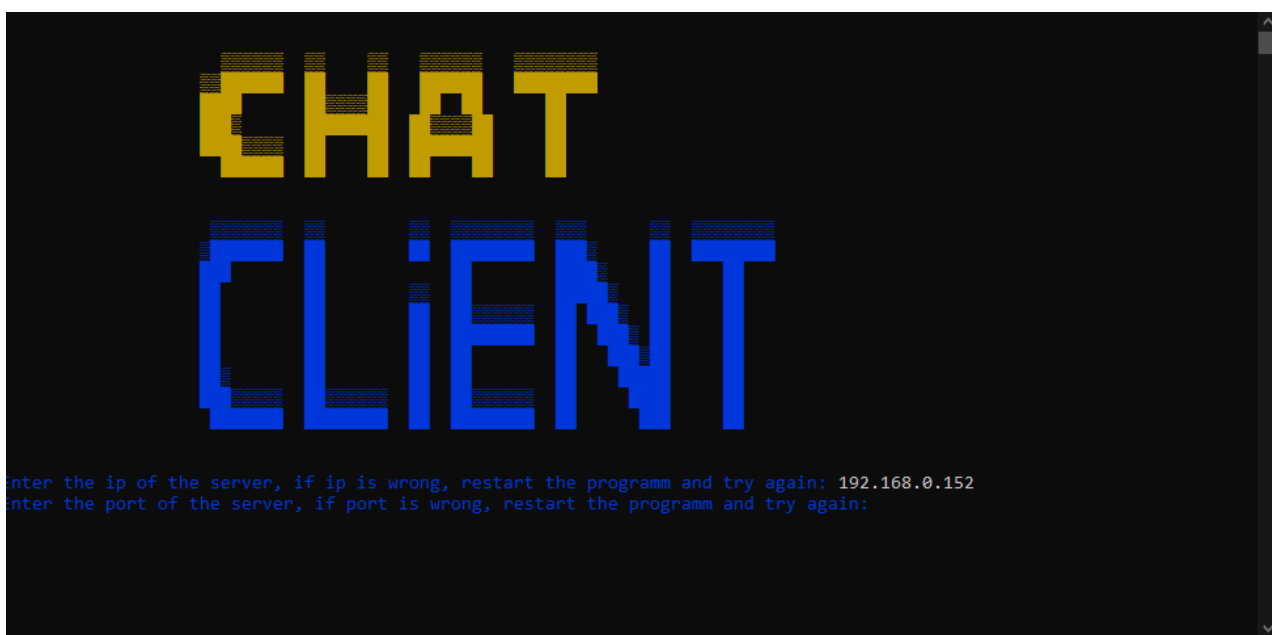 CHAT
CLiENT
Enter the ip of the server, if ip is wrong, restart the programm and try again: 192.168.0.152
Enter the port of the server, if port is wrong, restart the programm and try again: